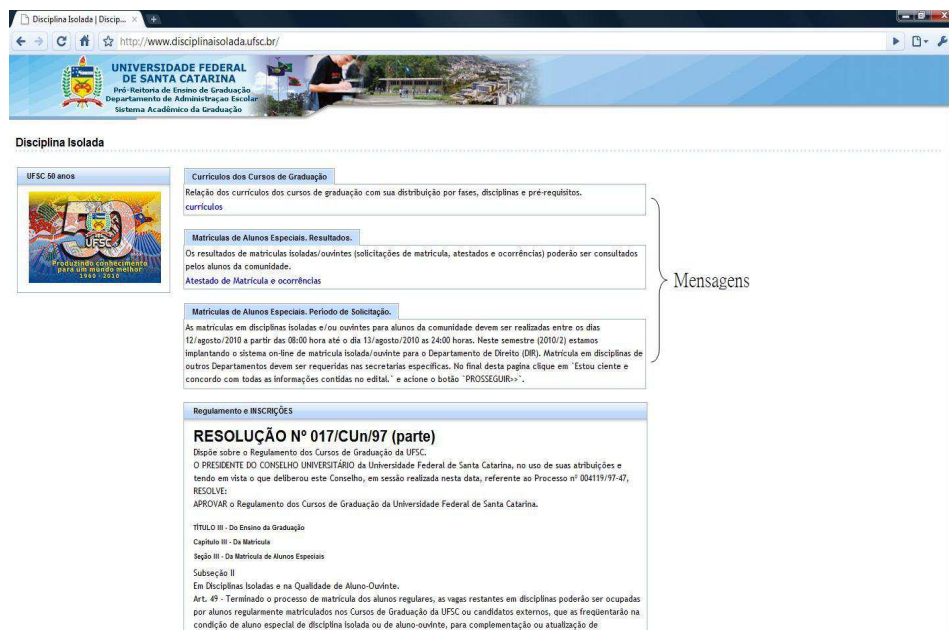 Disciplina Isolada | Discip...
http://www.disciplinaisolada.ufsc.br/
UNIVERSIDADE FEDERAL
DE SANTA CATARINA
Pró-Reitoria de Ensino de Graduação
Departamento de Administraçao Escolar
Sistema Acadêmico da Graduação
Disciplina Isolada
UFSC 50 anos
50
UFSC
Produzindo conhecimento
para um mundo melhor
1960 - 2010
Currículos dos Cursos de Graduação
Relação dos currículos dos cursos de graduação com sua distribuição por fases, disciplinas e pré-requisitos.
currículos
Matrículas de Alunos Especiais. Resultados.
Os resultados de matrículas isoladas/ouvintes (solicitações de matrícula, atestados e ocorrências) poderão ser consultados
pelos alunos da comunidade.
Atestado de Matrícula e ocorrências
Mensagens
Matrículas de Alunos Especiais. Período de Solicitação.
As matrículas em disciplinas isoladas e/ou ouvintes para alunos da comunidade devem ser realizadas entre os dias
12/agosto/2010 a partir das 08:00 hora até o dia 13/agosto/2010 as 24:00 horas. Neste semestre (2010/2) estamos
implantando o sistema on-line de matrícula isolada/ouvinte para o Departamento de Direito (DIR). Matrícula em disciplinas de
outros Departamentos devem ser requeridas nas secretarias específicas. No final desta pagina clique em `Estou ciente e
concordo com todas as informações contidas no edital.` e acione o botão `PROSSEGUIR>>`.
Regulamento e INSCRIÇÕES
RESOLUÇÃO Nº 017/CUn/97 (parte)
Dispõe sobre o Regulamento dos Cursos de Graduação da UFSC.
O PRESIDENTE DO CONSELHO UNIVERSITÁRIO da Universidade Federal de Santa Catarina, no uso de suas atribuições e
tendo em vista o que deliberou este Conselho, em sessão realizada nesta data, referente ao Processo nº 004119/97-47,
RESOLVE:
APROVAR o Regulamento dos Cursos de Graduação da Universidade Federal de Santa Catarina.
TÍTULO III - Do Ensino da Graduação
Capítulo III - Da Matrícula
Seção III - Da Matrícula de Alunos Especiais
Subseção II
Em Disciplinas Isoladas e na Qualidade de Aluno-Ouvinte.
Art. 49 - Terminado o processo de matrícula dos alunos regulares, as vagas restantes em disciplinas poderão ser ocupadas
por alunos regularmente matriculados nos Cursos de Graduação da UFSC ou candidatos externos, que as freqüentarão na
condição de aluno especial de disciplina isolada ou de aluno-ouvinte, para complementação ou atualização de